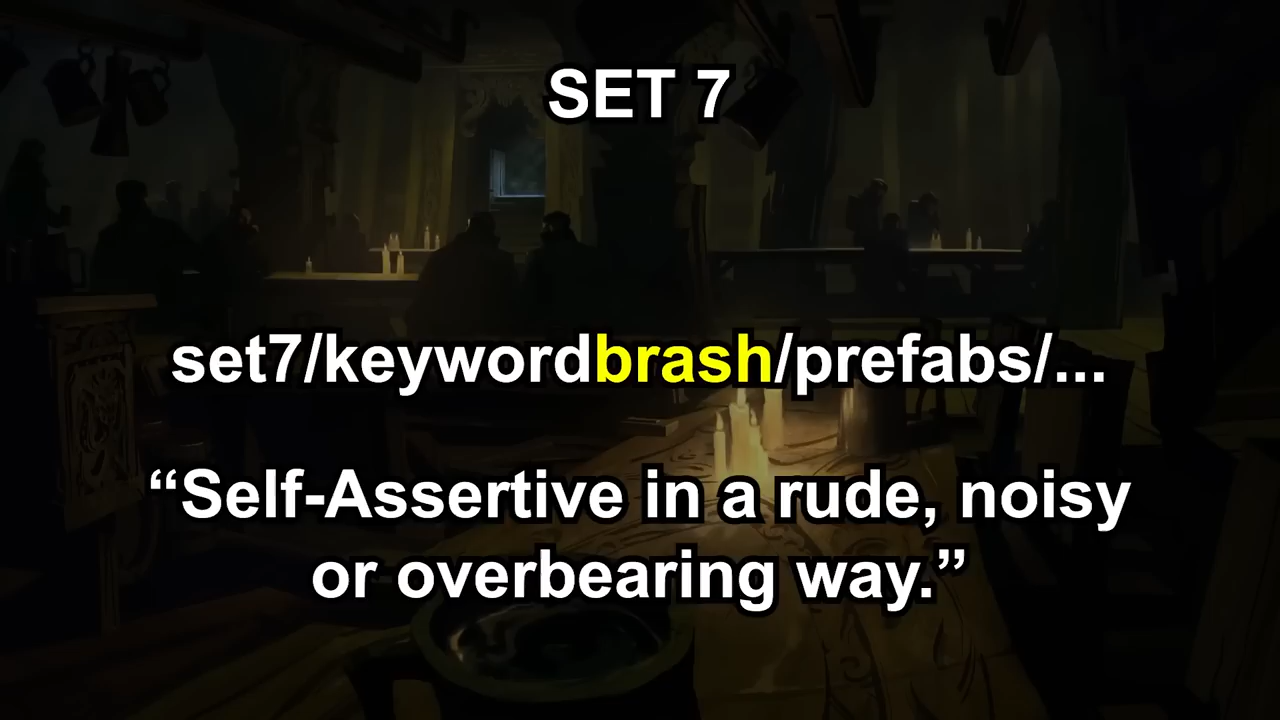 SET 7
set7/keywordbrash/prefabs/...
“Self-Assertive in a rude, noisy
or overbearing way.”